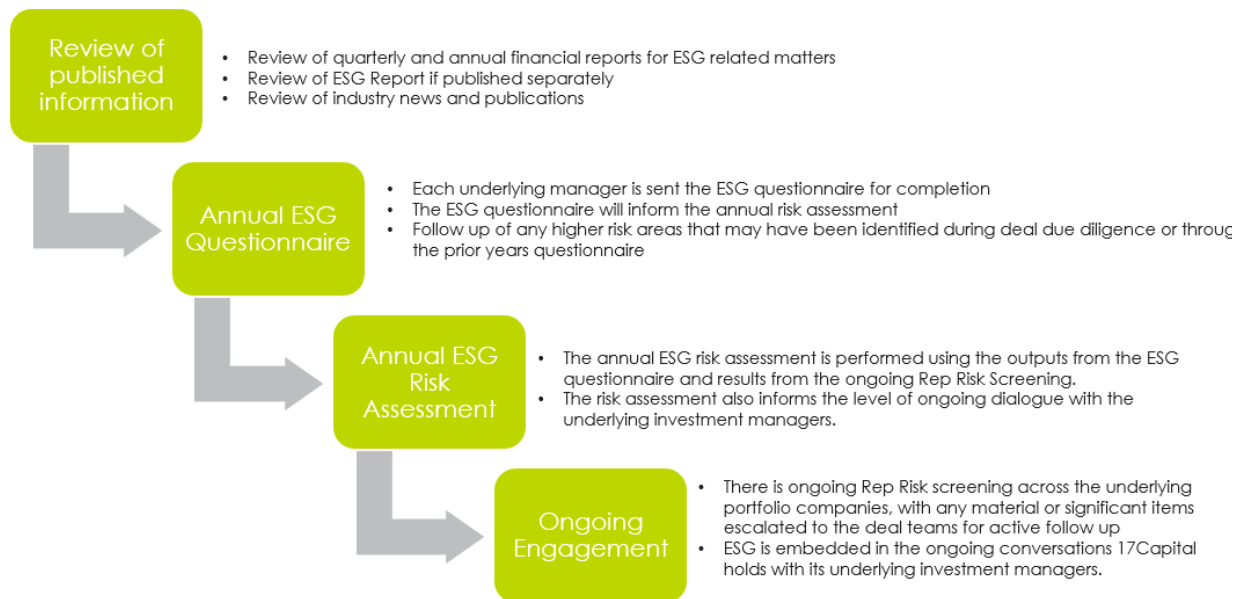 Review of
published
information
• Review of quarterly and annual financial reports for ESG related matters
• Review of ESG Report if published separately
• Review of industry news and publications
Annual ESG
Questionnaire
• Each underlying manager is sent the ESG questionnaire for completion
• The ESG questionnaire will inform the annual risk assessment
• Follow up of any higher risk areas that may have been identified during deal due diligence or throug
the prior years questionnaire
Annual ESG
Risk
Assessment
• The annual ESG risk assessment is performed using the outputs from the ESG
questionnaire and results from the ongoing Rep Risk Screening.
• The risk assessment also informs the level of ongoing dialogue with the
underlying investment managers.
Ongoing
Engagement
• There is ongoing Rep Risk screening across the underlying
portfolio companies, with any material or significant items
escalated to the deal teams for active follow up
• ESG is embedded in the ongoing conversations 17Capital
holds with its underlying investment managers.